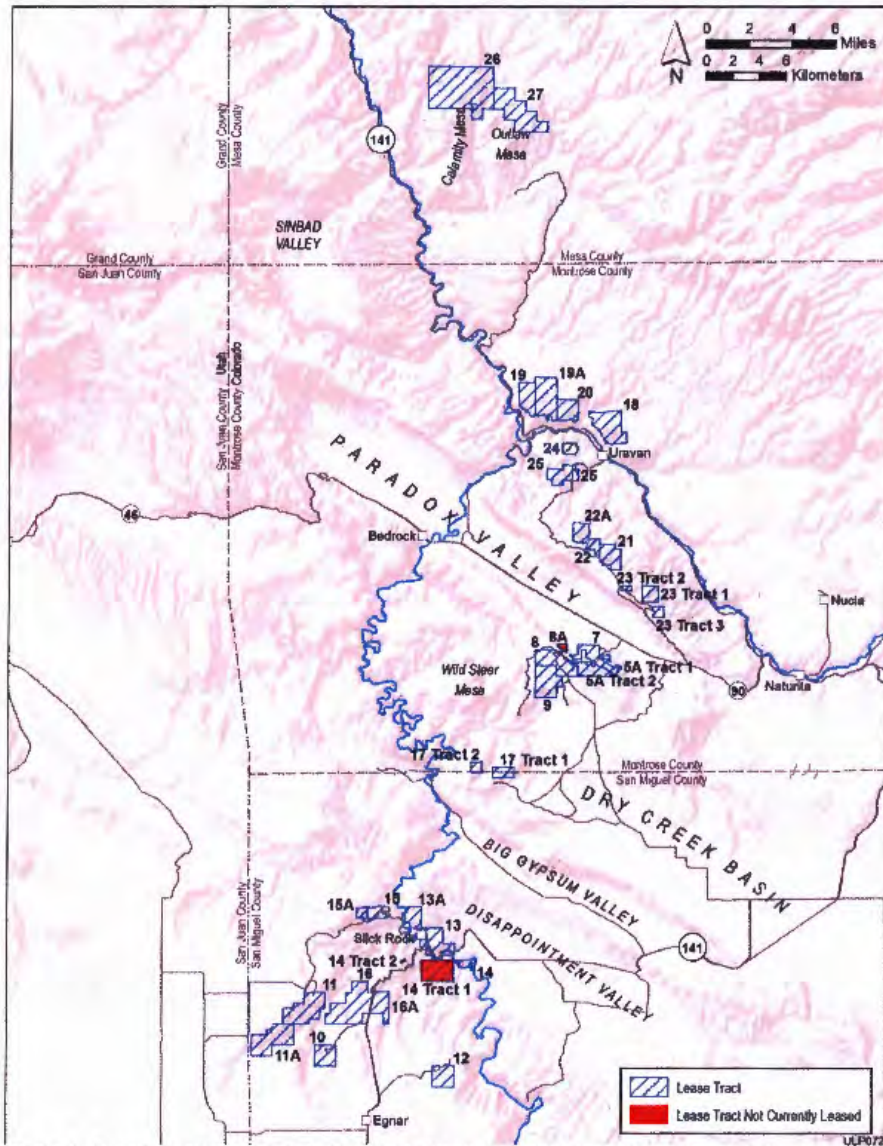 0 2 4 6
Miles
0 2 4 6
Kilometers
N
26
27
Calamity Mesa
Outlaw
Mesa
141
Grand County
Mesa County
SINBAD
VALLEY
Grand County
San Juan County
Mesa County
Montrose County
Utah
Colorado
San Juan County
Montrose County
19
19A
20
18
24
Uravan
25
25
PARADOX VALLEY
46
Bedrock
22A
22
21
23 Tract 2
23 Tract 1
23 Tract 3
Nucla
8A
7
8
6
5A Tract 1
5A Tract 2
9
Wild Steer
Mesa
90
Naturita
17 Tract 2
17 Tract 1
Montrose County
San Miguel County
DRY CREEK BASIN
BIG GYPSUM VALLEY
DISAPPOINTMENT VALLEY
141
San Juan County
San Miguel County
15A
15
13A
13
Slick Rock
14 Tract 2
14 Tract 1
14
16
16A
11
11A
10
12
Egnar
Lease Tract
Lease Tract Not Currently Leased